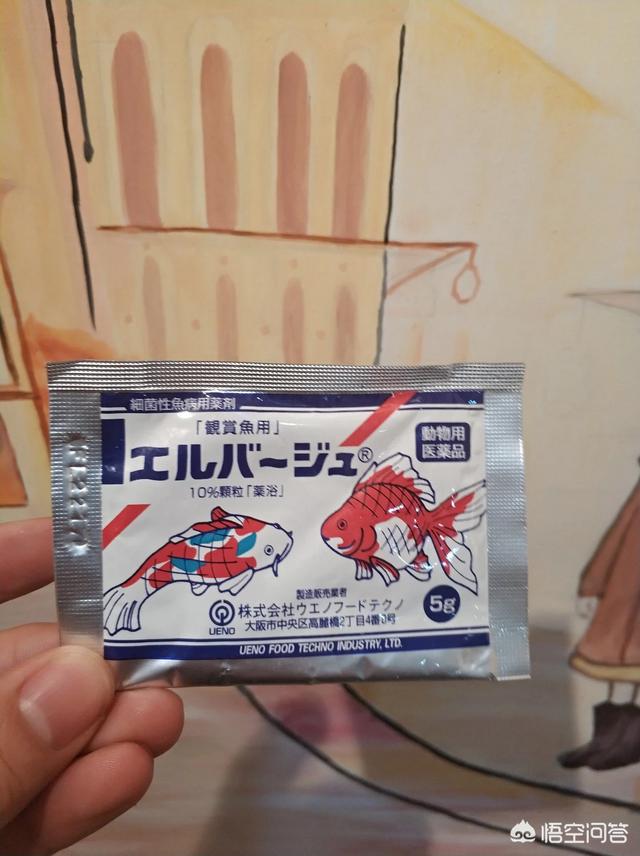 細菌性魚病用薬剤
「観賞魚用」
エルバージュ®
10%顆粒「薬浴」
動物用
医薬品
製造販売業者
株式会社ウエノフードテクノ
大阪市中央区高麗橋2丁目4番8号
UENO
5g
UENO FOOD TECHNO INDUSTRY, LTD.
悟空问答